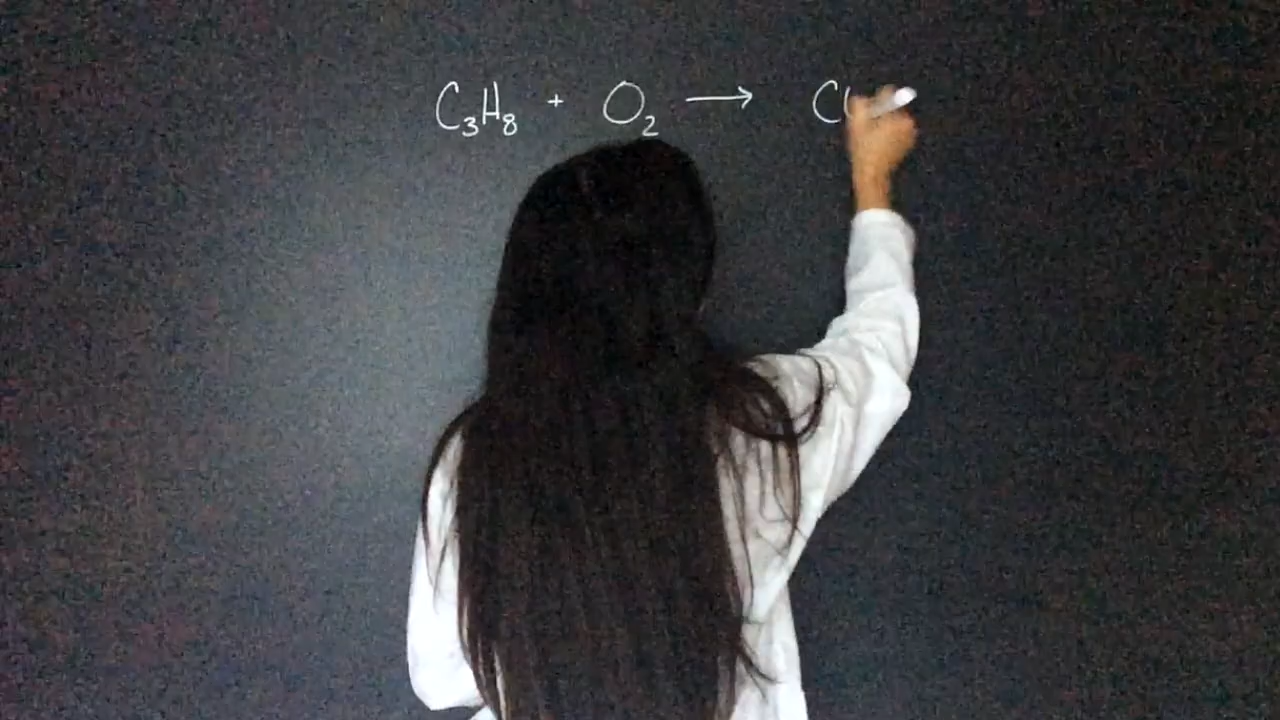 C₃H₈ + O₂ → C